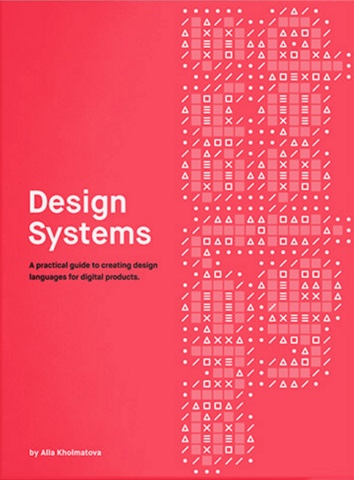 Design
Systems
A practical guide to creating design
languages for digital products.
by Alla Kholmatova